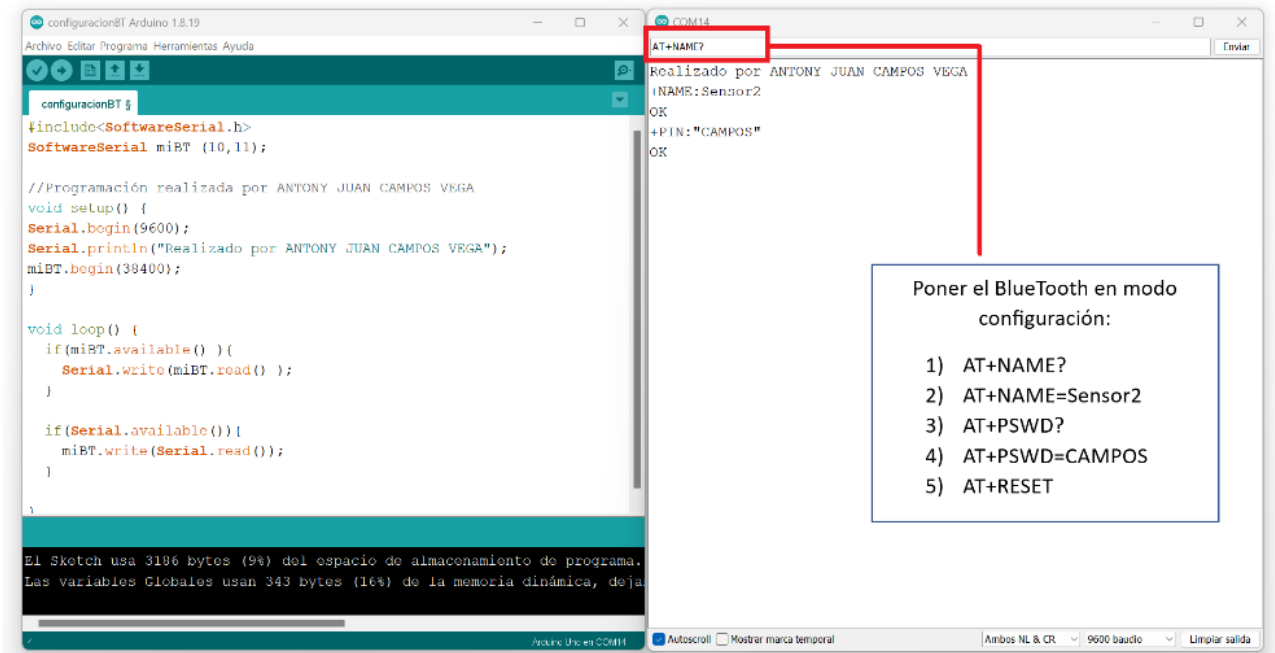 configuracionBT Arduino 1.8.19
Archivo Editar Programa Herramientas Ayuda
configuracionBT §
#include<SoftwareSerial.h>
SoftwareSerial miBT (10,11);
//Programación realizada por ANTONY JUAN CAMPOS VEGA
void setup() {
Serial.begin(9600);
Serial.println("Realizado por ANTONY JUAN CAMPOS VEGA");
miBT.begin(38400);
}
void loop() {
if(miBT.available() ){
Serial.write(miBT.read() );
}
if(Serial.available()){
miBT.write(Serial.read());
}
}
El Sketch usa 3186 bytes (9%) del espacio de almacenamiento de programa.
Las variables Globales usan 343 bytes (16%) de la memoria dinámica, deja
Arduino Uno en COM14
COM14
AT+NAME?
Enviar
Realizado por ANTONY JUAN CAMPOS VEGA
+NAME:Sensor2
OK
+PIN:"CAMPOS"
OK
Poner el BlueTooth en modo
configuración:
1) AT+NAME?
2) AT+NAME=Sensor2
3) AT+PSWD?
4) AT+PSWD=CAMPOS
5) AT+RESET
Autoscroll Mostrar marca temporal Ambos NL & CR 9600 baudio Limpiar salida